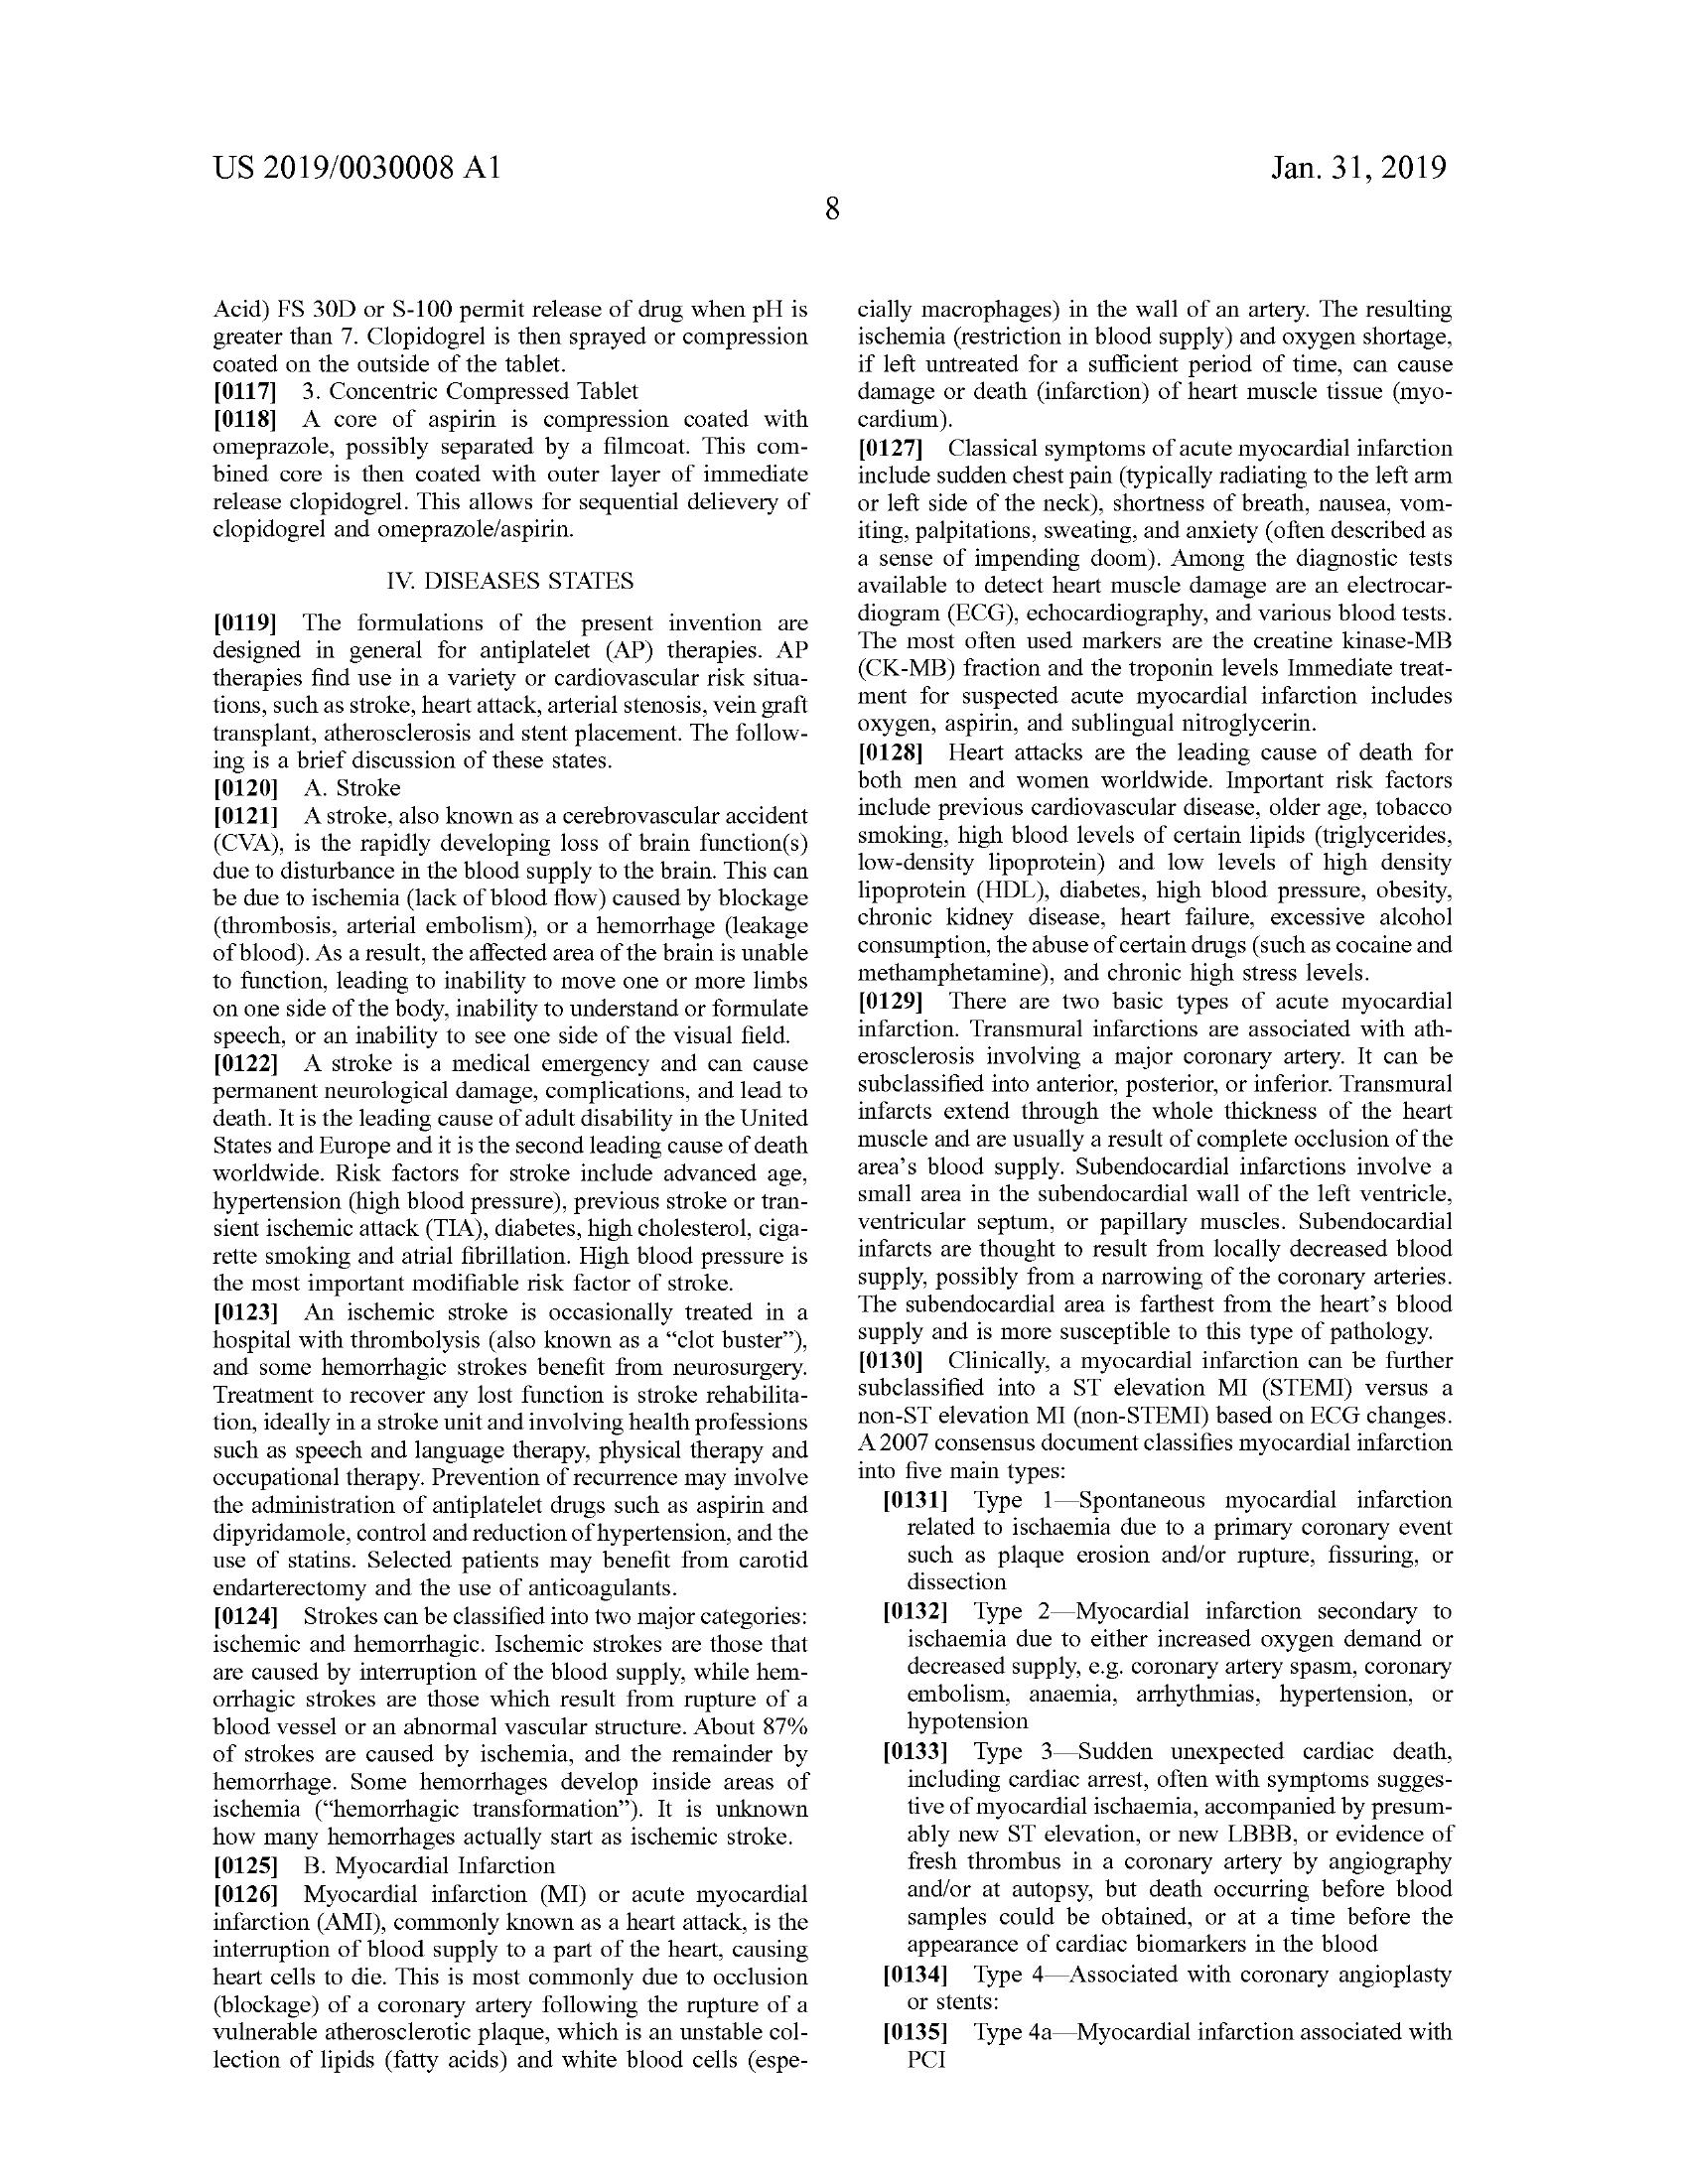 US 2019/0030008 A1
Jan. 31, 2019
8
Acid) FS 30D or S-100 permit release of drug when pH is
greater than 7. Clopidogrel is then sprayed or compression
coated on the outside of the tablet.
[0117] 3. Concentric Compressed Tablet
[0118] A core of aspirin is compression coated with
omeprazole, possibly separated by a filmcoat. This com-
bined core is then coated with outer layer of immediate
release clopidogrel. This allows for sequential delievery of
clopidogrel and omeprazole/aspirin.
IV. DISEASES STATES
[0119] The formulations of the present invention are
designed in general for antiplatelet (AP) therapies. AP
therapies find use in a variety or cardiovascular risk situa-
tions, such as stroke, heart attack, arterial stenosis, vein graft
transplant, atherosclerosis and stent placement. The follow-
ing is a brief discussion of these states.
[0120] A. Stroke
[0121] A stroke, also known as a cerebrovascular accident
(CVA), is the rapidly developing loss of brain function(s)
due to disturbance in the blood supply to the brain. This can
be due to ischemia (lack of blood flow) caused by blockage
(thrombosis, arterial embolism), or a hemorrhage (leakage
of blood). As a result, the affected area of the brain is unable
to function, leading to inability to move one or more limbs
on one side of the body, inability to understand or formulate
speech, or an inability to see one side of the visual field.
[0122] A stroke is a medical emergency and can cause
permanent neurological damage, complications, and lead to
death. It is the leading cause of adult disability in the United
States and Europe and it is the second leading cause of death
worldwide. Risk factors for stroke include advanced age,
hypertension (high blood pressure), previous stroke or tran-
sient ischemic attack (TIA), diabetes, high cholesterol, ciga-
rette smoking and atrial fibrillation. High blood pressure is
the most important modifiable risk factor of stroke.
[0123] An ischemic stroke is occasionally treated in a
hospital with thrombolysis (also known as a “clot buster”),
and some hemorrhagic strokes benefit from neurosurgery.
Treatment to recover any lost function is stroke rehabilita-
tion, ideally in a stroke unit and involving health professions
such as speech and language therapy, physical therapy and
occupational therapy. Prevention of recurrence may involve
the administration of antiplatelet drugs such as aspirin and
dipyridamole, control and reduction of hypertension, and the
use of statins. Selected patients may benefit from carotid
endarterectomy and the use of anticoagulants.
[0124] Strokes can be classified into two major categories:
ischemic and hemorrhagic. Ischemic strokes are those that
are caused by interruption of the blood supply, while hem-
orrhagic strokes are those which result from rupture of a
blood vessel or an abnormal vascular structure. About 87%
of strokes are caused by ischemia, and the remainder by
hemorrhage. Some hemorrhages develop inside areas of
ischemia (“hemorrhagic transformation”). It is unknown
how many hemorrhages actually start as ischemic stroke.
[0125] B. Myocardial Infarction
[0126] Myocardial infarction (MI) or acute myocardial
infarction (AMI), commonly known as a heart attack, is the
interruption of blood supply to a part of the heart, causing
heart cells to die. This is most commonly due to occlusion
(blockage) of a coronary artery following the rupture of a
vulnerable atherosclerotic plaque, which is an unstable col-
lection of lipids (fatty acids) and white blood cells (espe-
cially macrophages) in the wall of an artery. The resulting
ischemia (restriction in blood supply) and oxygen shortage,
if left untreated for a sufficient period of time, can cause
damage or death (infarction) of heart muscle tissue (myo-
cardium).
[0127] Classical symptoms of acute myocardial infarction
include sudden chest pain (typically radiating to the left arm
or left side of the neck), shortness of breath, nausea, vom-
iting, palpitations, sweating, and anxiety (often described as
a sense of impending doom). Among the diagnostic tests
available to detect heart muscle damage are an electrocar-
diogram (ECG), echocardiography, and various blood tests.
The most often used markers are the creatine kinase-MB
(CK-MB) fraction and the troponin levels Immediate treat-
ment for suspected acute myocardial infarction includes
oxygen, aspirin, and sublingual nitroglycerin.
[0128] Heart attacks are the leading cause of death for
both men and women worldwide. Important risk factors
include previous cardiovascular disease, older age, tobacco
smoking, high blood levels of certain lipids (triglycerides,
low-density lipoprotein) and low levels of high density
lipoprotein (HDL), diabetes, high blood pressure, obesity,
chronic kidney disease, heart failure, excessive alcohol
consumption, the abuse of certain drugs (such as cocaine and
methamphetamine), and chronic high stress levels.
[0129] There are two basic types of acute myocardial
infarction. Transmural infarctions are associated with ath-
erosclerosis involving a major coronary artery. It can be
subclassified into anterior, posterior, or inferior. Transmural
infarcts extend through the whole thickness of the heart
muscle and are usually a result of complete occlusion of the
area’s blood supply. Subendocardial infarctions involve a
small area in the subendocardial wall of the left ventricle,
ventricular septum, or papillary muscles. Subendocardial
infarcts are thought to result from locally decreased blood
supply, possibly from a narrowing of the coronary arteries.
The subendocardial area is farthest from the heart’s blood
supply and is more susceptible to this type of pathology.
[0130] Clinically, a myocardial infarction can be further
subclassified into a ST elevation MI (STEMI) versus a
non-ST elevation MI (non-STEMI) based on ECG changes.
A 2007 consensus document classifies myocardial infarction
into five main types:
[0131] Type 1—Spontaneous myocardial infarction
related to ischaemia due to a primary coronary event
such as plaque erosion and/or rupture, fissuring, or
dissection
[0132] Type 2—Myocardial infarction secondary to
ischaemia due to either increased oxygen demand or
decreased supply, e.g. coronary artery spasm, coronary
embolism, anaemia, arrhythmias, hypertension, or
hypotension
[0133] Type 3—Sudden unexpected cardiac death,
including cardiac arrest, often with symptoms sugges-
tive of myocardial ischaemia, accompanied by presum-
ably new ST elevation, or new LBBB, or evidence of
fresh thrombus in a coronary artery by angiography
and/or at autopsy, but death occurring before blood
samples could be obtained, or at a time before the
appearance of cardiac biomarkers in the blood
[0134] Type 4—Associated with coronary angioplasty
or stents:
[0135] Type 4a—Myocardial infarction associated with
PCI